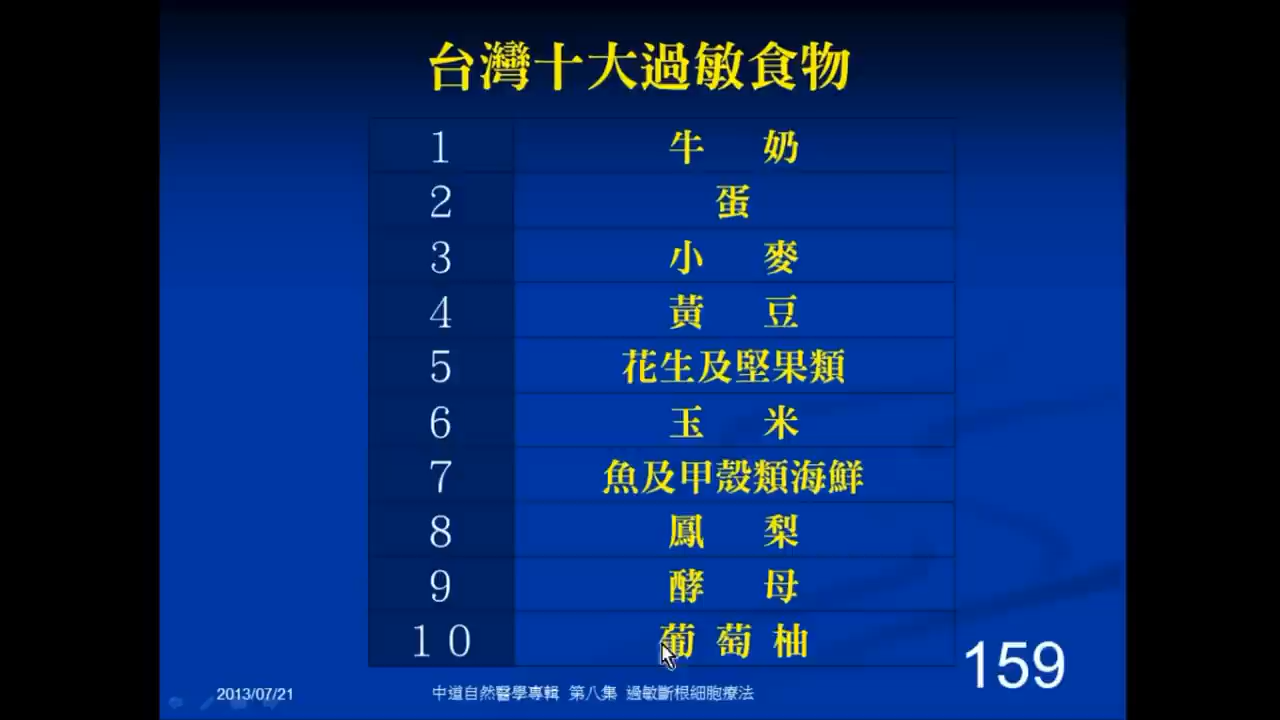 台灣十大過敏食物
1 牛 奶
2 蛋
3 小 麥
4 黃 豆
5 花生及堅果類
6 玉 米
7 魚及甲殼類海鮮
8 鳳 梨
9 酵 母
10 葡 萄 柚
2013/07/21 中道自然醫學專輯 第八集 過敏斷根細胞療法 159